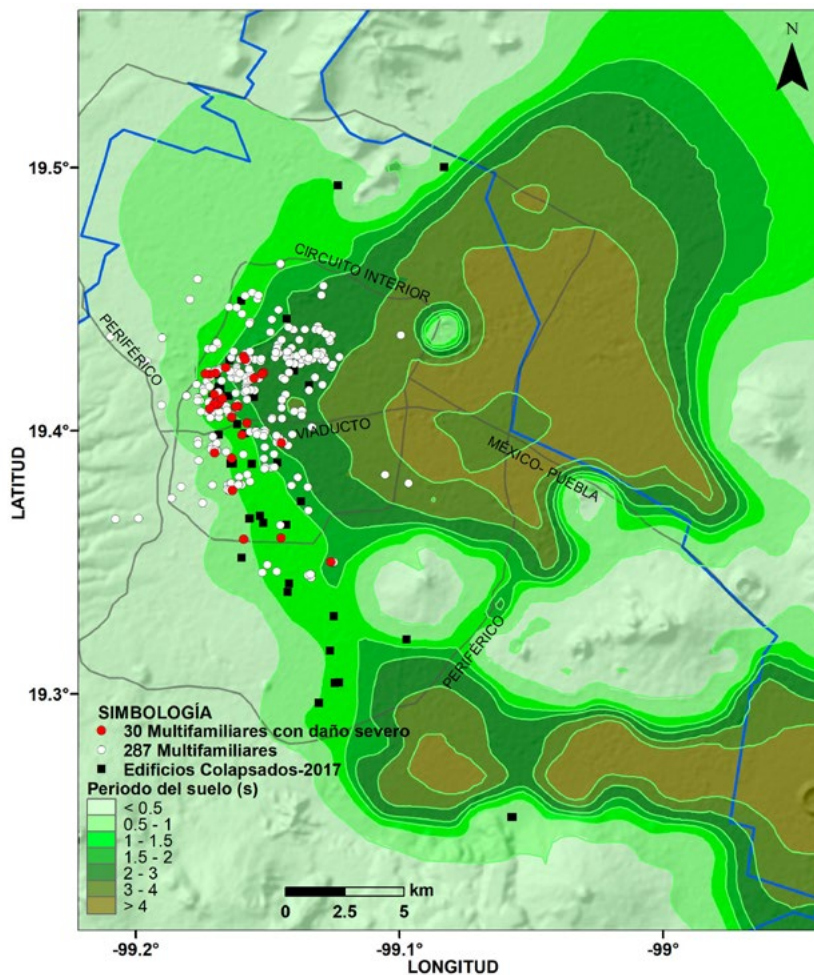 N
19.5°
CIRCUITO INTERIOR
PERIFÉRICO
LATITUD
19.4°
VIADUCTO
MÉXICO- PUEBLA
PERIFÉRICO
19.3°
SIMBOLOGÍA
30 Multifamiliares con daño severo
287 Multifamiliares
Edificios Colapsados-2017
Periodo del suelo (s)
< 0.5
0.5 - 1
1 - 1.5
1.5 - 2
2 - 3
3 - 4
> 4
km
0 2.5 5
-99.2° -99.1° -99°
LONGITUD